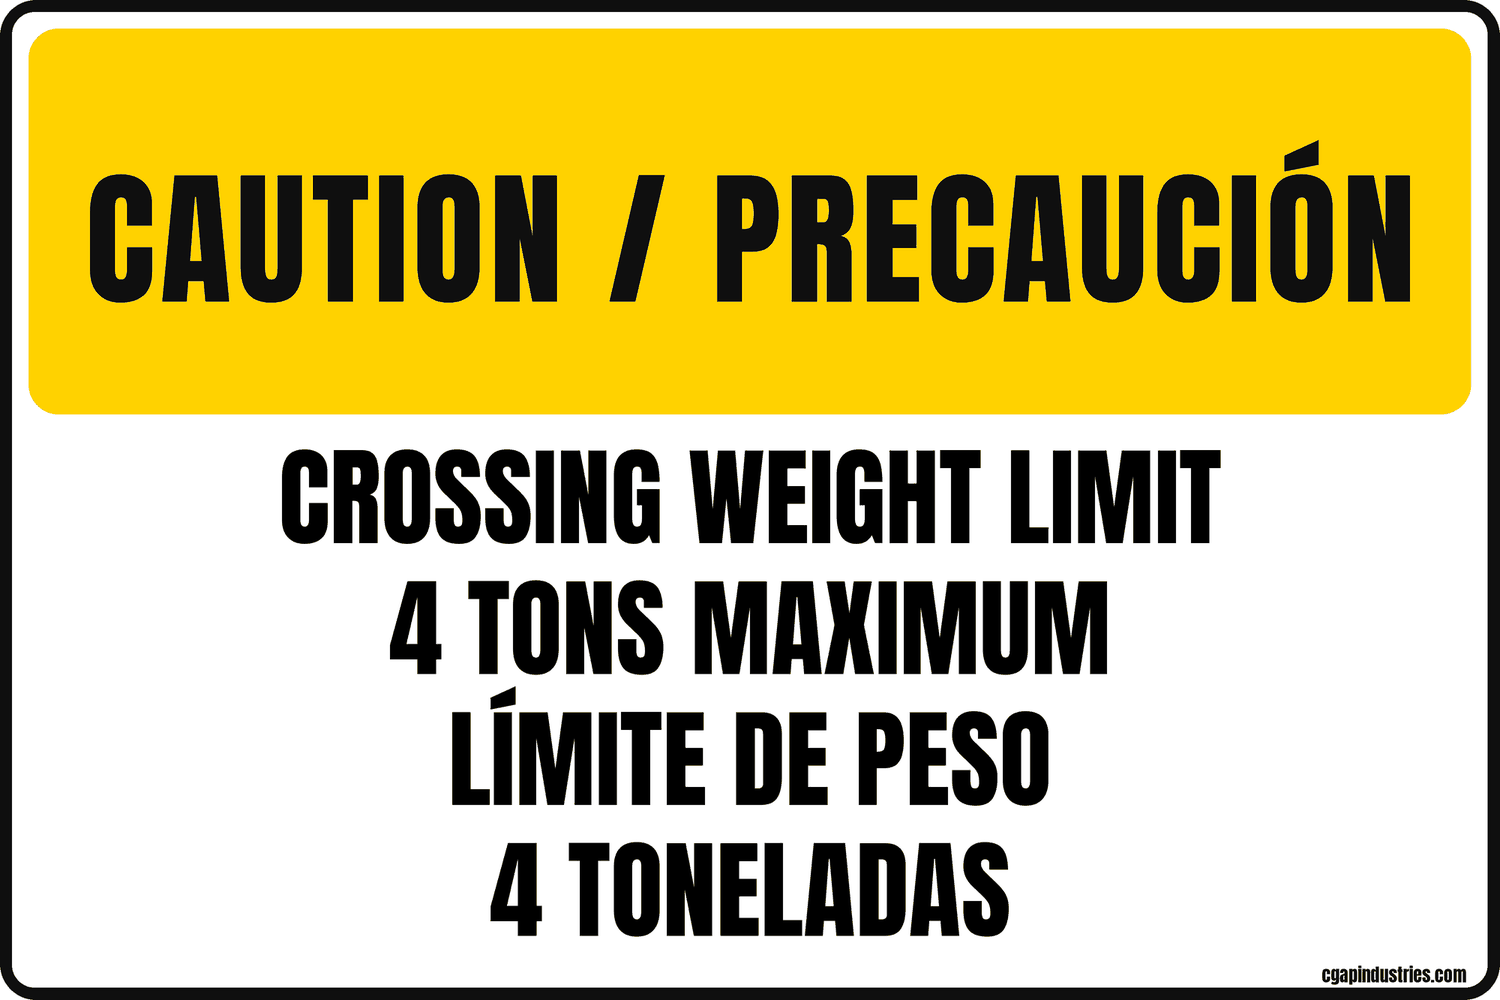 CAUTION / PRECAUCIÓN
CROSSING WEIGHT LIMIT
4 TONS MAXIMUM
LÍMITE DE PESO
4 TONELADAS
cgapindustries.com